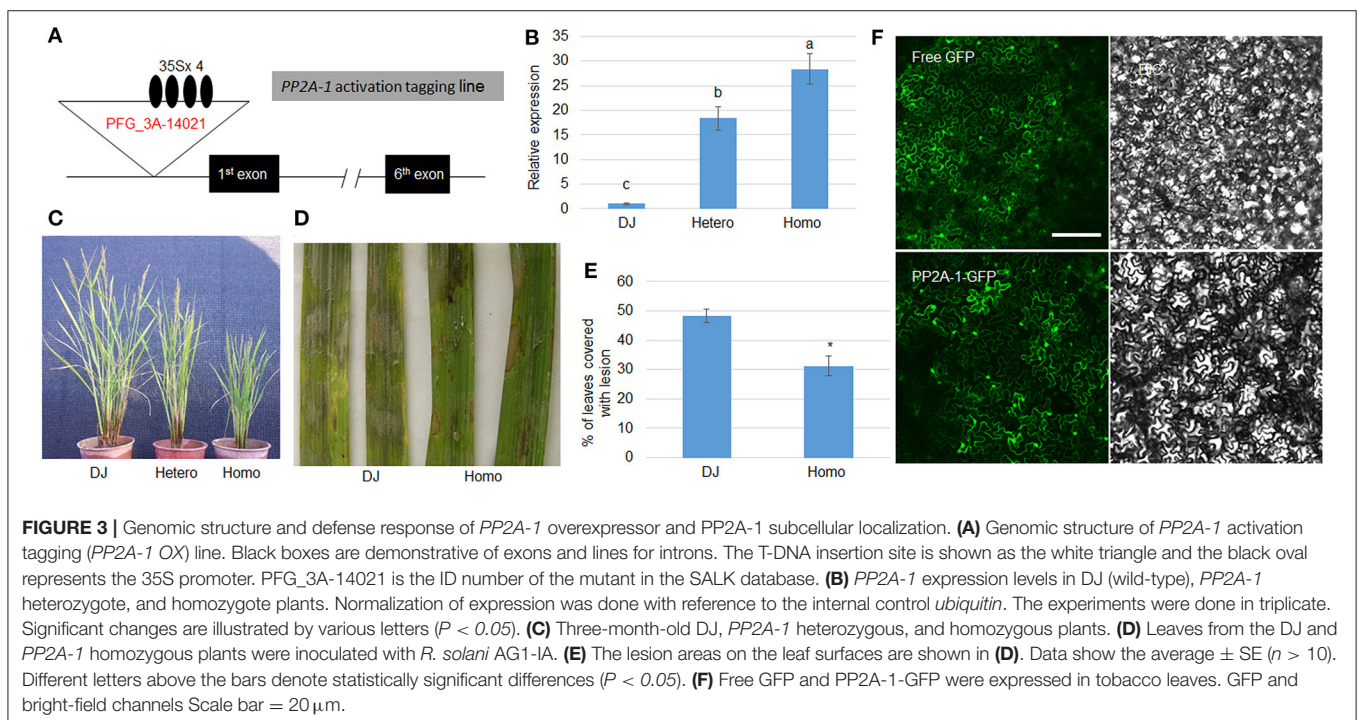 A
35Sx 4
PP2A-1 activation tagging line
PFG_3A-14021
1st exon
6th exon
B
Relative expression
35
30
25
20
15
10
5
0
c
b
a
DJ
Hetero
Homo
C
DJ
Hetero
Homo
D
DJ
Homo
E
% of leaves covered
with lesion
60
50
40
30
20
10
0
*
DJ
Homo
F
Free GFP
DIC
PP2A-1-GFP
FIGURE 3 | Genomic structure and defense response of PP2A-1 overexpressor and PP2A-1 subcellular localization. (A) Genomic structure of PP2A-1 activation
tagging (PP2A-1 OX) line. Black boxes are demonstrative of exons and lines for introns. The T-DNA insertion site is shown as the white triangle and the black oval
represents the 35S promoter. PFG_3A-14021 is the ID number of the mutant in the SALK database. (B) PP2A-1 expression levels in DJ (wild-type), PP2A-1
heterozygote, and homozygote plants. Normalization of expression was done with reference to the internal control ubiquitin. The experiments were done in triplicate.
Significant changes are illustrated by various letters (P < 0.05). (C) Three-month-old DJ, PP2A-1 heterozygous, and homozygous plants. (D) Leaves from the DJ and
PP2A-1 homozygous plants were inoculated with R. solani AG1-IA. (E) The lesion areas on the leaf surfaces are shown in (D). Data show the average ± SE (n > 10).
Different letters above the bars denote statistically significant differences (P < 0.05). (F) Free GFP and PP2A-1-GFP were expressed in tobacco leaves. GFP and
bright-field channels Scale bar = 20 μm.